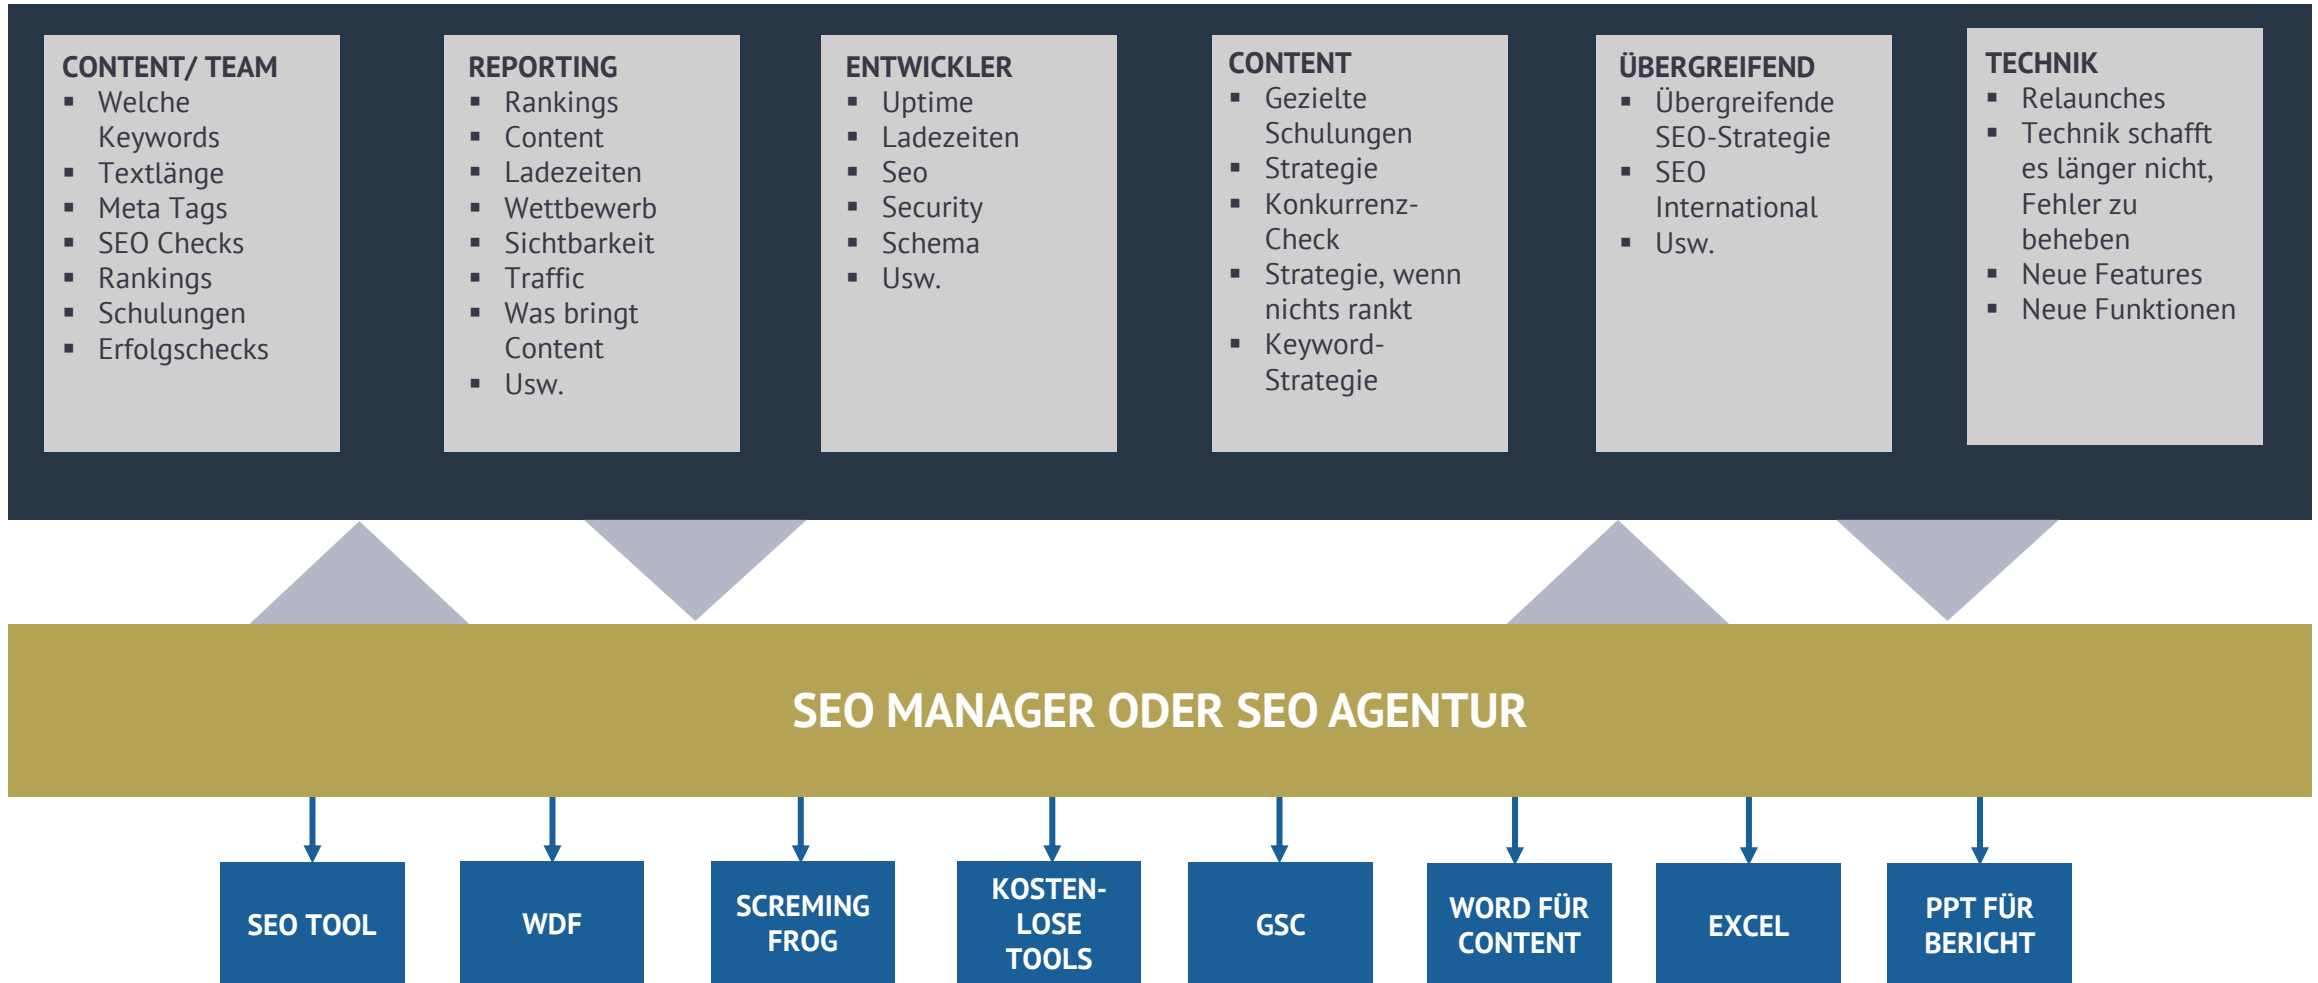 CONTENT/ TEAM
▪ Welche
Keywords
▪ Textlänge
▪ Meta Tags
▪ SEO Checks
▪ Rankings
▪ Schulungen
▪ Erfolgschecks
REPORTING
▪ Rankings
▪ Content
▪ Ladezeiten
▪ Wettbewerb
▪ Sichtbarkeit
▪ Traffic
▪ Was bringt
Content
▪ Usw.
ENTWICKLER
▪ Uptime
▪ Ladezeiten
▪ Seo
▪ Security
▪ Schema
▪ Usw.
CONTENT
▪ Gezielte
Schulungen
▪ Strategie
▪ Konkurrenz-
Check
▪ Strategie, wenn
nichts rankt
▪ Keyword-
Strategie
ÜBERGREIFEND
▪ Übergreifende
SEO-Strategie
▪ SEO
International
▪ Usw.
TECHNIK
▪ Relaunches
▪ Technik schafft
es länger nicht,
Fehler zu
beheben
▪ Neue Features
▪ Neue Funktionen
SEO MANAGER ODER SEO AGENTUR
SEO TOOL
WDF
SCREMING
FROG
KOSTEN-
LOSE
TOOLS
GSC
WORD FÜR
CONTENT
EXCEL
PPT FÜR
BERICHT